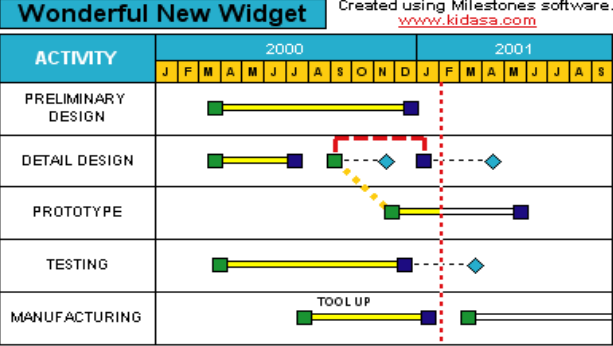 Wonderful New Widget
Created using Milestones software.
www.kidasa.com
ACTIVITY
2000
2001
J F M A M J J A S O N D J F M A M J J A S
PRELIMINARY
DESIGN
DETAIL DESIGN
PROTOTYPE
TESTING
TOOL UP
MANUFACTURING